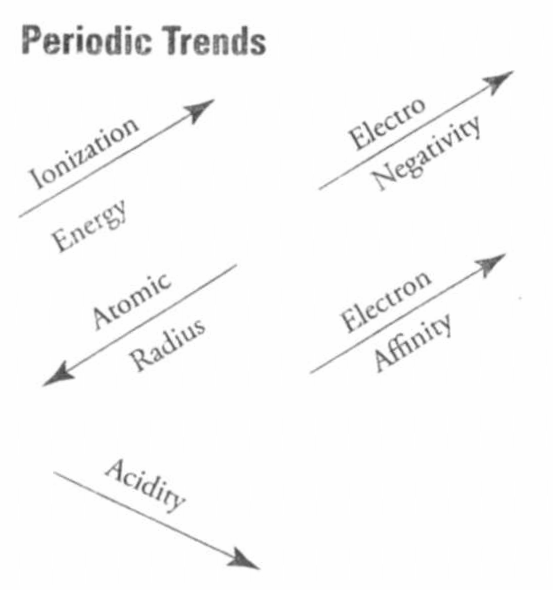 Periodic Trends
Ionization
Energy
Electro
Negativity
Atomic
Radius
Electron
Affinity
Acidity